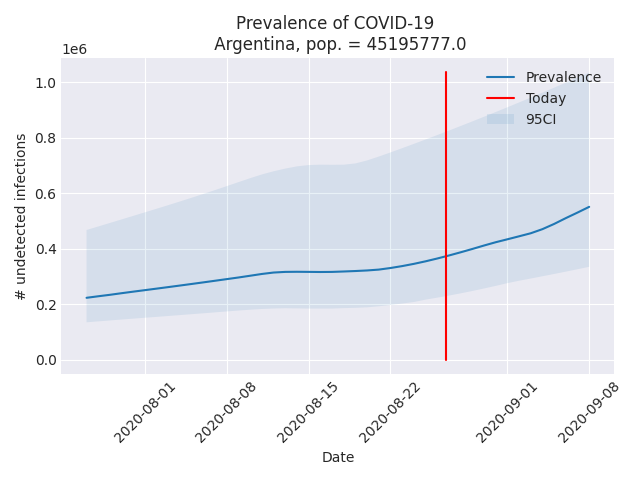 Prevalence of COVID-19
Argentina, pop. = 45195777.0
1e6
1.0
0.8
0.6
0.4
0.2
0.0
# undetected infections
Prevalence
Today
95CI
2020-08-01
2020-08-08
2020-08-15
2020-08-22
2020-09-01
2020-09-08
Date